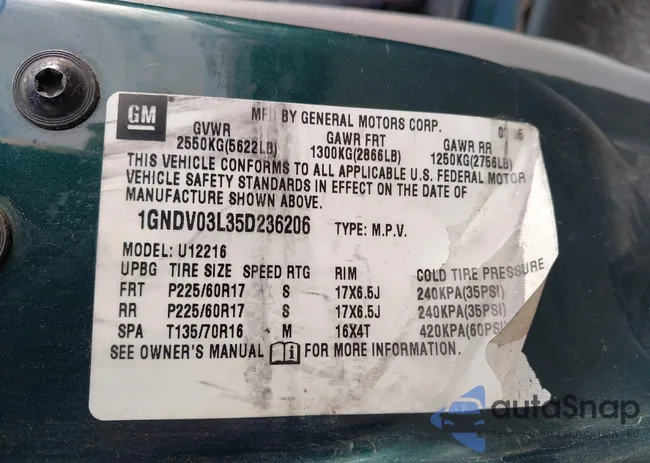 GM
MFD BY GENERAL MOTORS CORP.
GVWR GAWR FRT GAWR RR
2550KG(5622LB) 1300KG(2866LB) 1250KG(2756LB)
THIS VEHICLE CONFORMS TO ALL APPLICABLE U.S. FEDERAL MOTOR
VEHICLE SAFETY STANDARDS IN EFFECT ON THE DATE OF
MANUFACTURE SHOWN ABOVE.
1GNDV03L35D236206 TYPE: M.P.V.
MODEL: U12216
UPBG TIRE SIZE SPEED RTG RIM COLD TIRE PRESSURE
FRT P225/60R17 S 17X6.5J 240KPA(35PSI)
RR P225/60R17 S 17X6.5J 240KPA(35PSI)
SPA T135/70R16 M 16X4T 420KPA(60PSI)
SEE OWNER'S MANUAL FOR MORE INFORMATION.
autoSnap